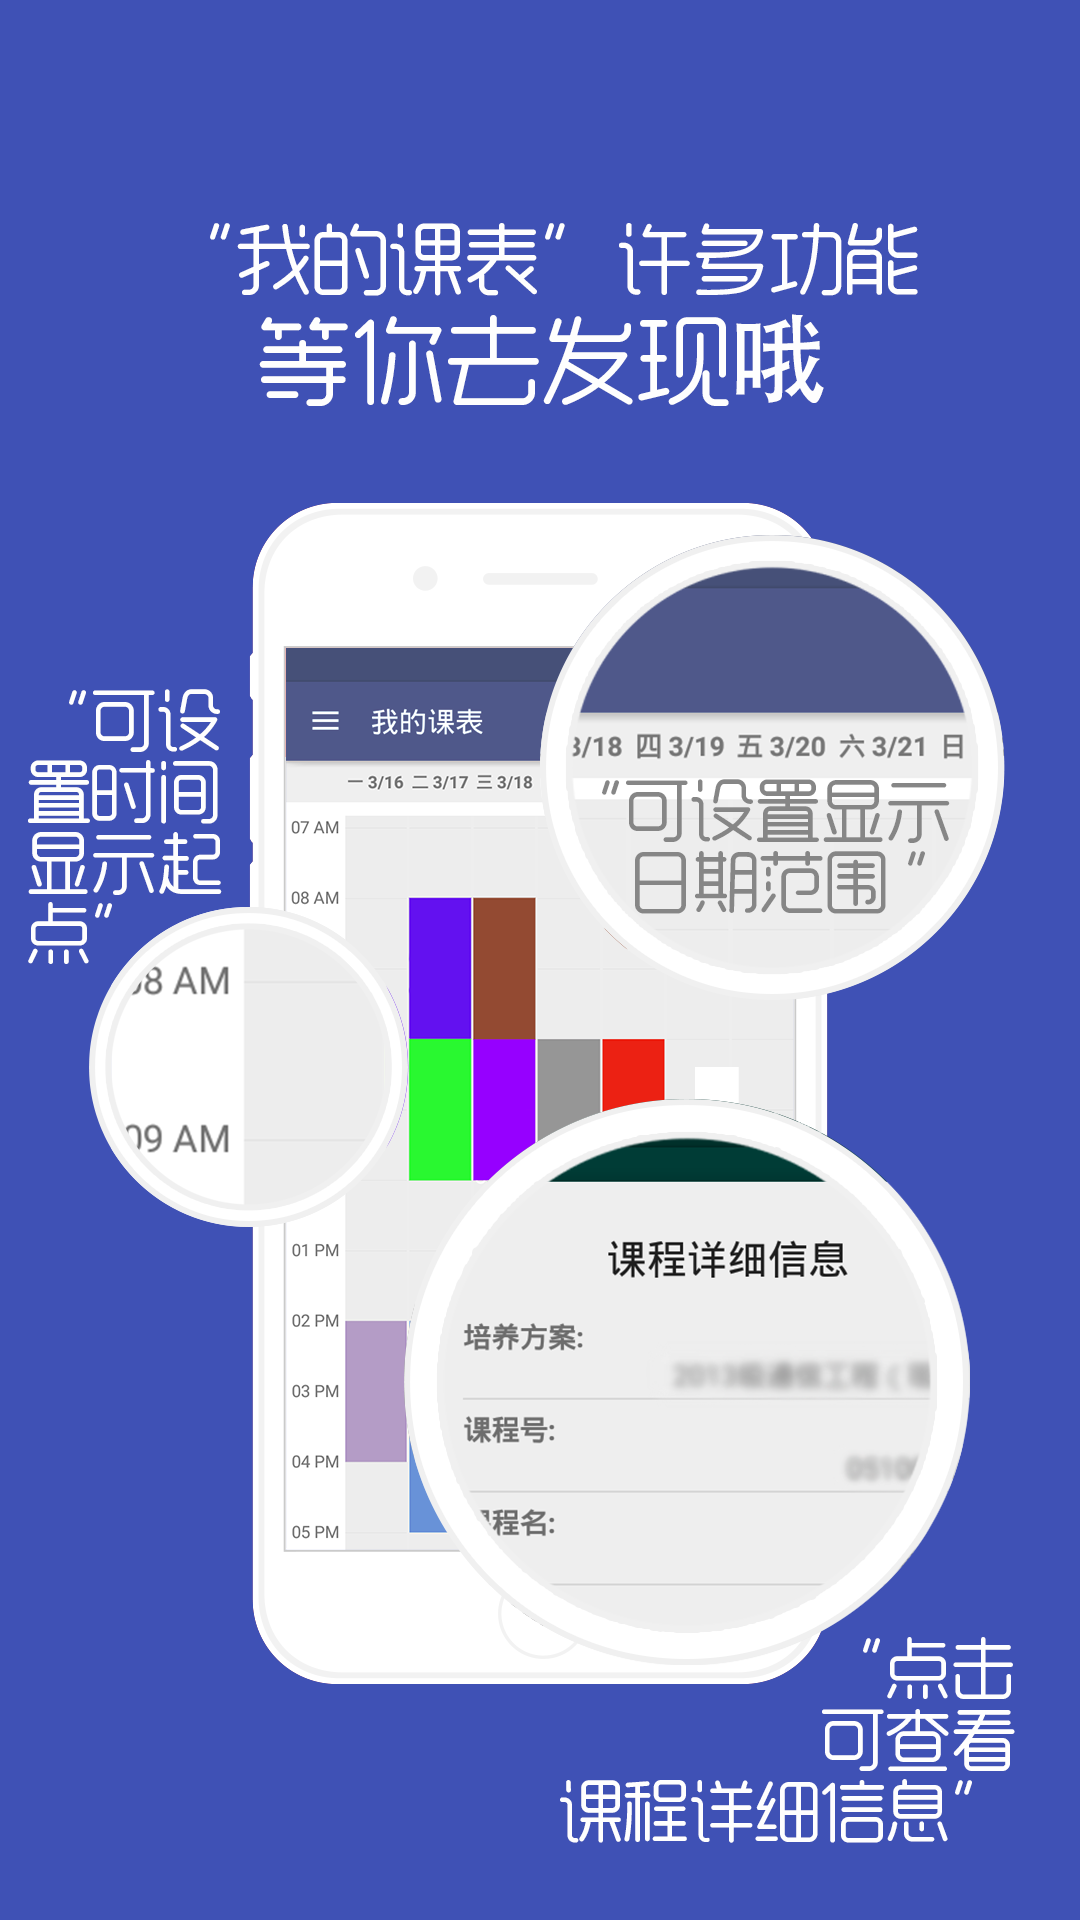 “我的课表” 许多功能
等你去发现哦
我的课表
一 3/16 二 3/17 三 3/18
3/18 四 3/19 五 3/20 六 3/21 日
“可设置显示
日期范围 ”
“可设
置时间
显示起
点”
07 AM
08 AM
08 AM
09 AM
01 PM
02 PM
03 PM
04 PM
05 PM
课程详细信息
培养方案:
课程号:
课程名:
“点击
可查看
课程详细信息”